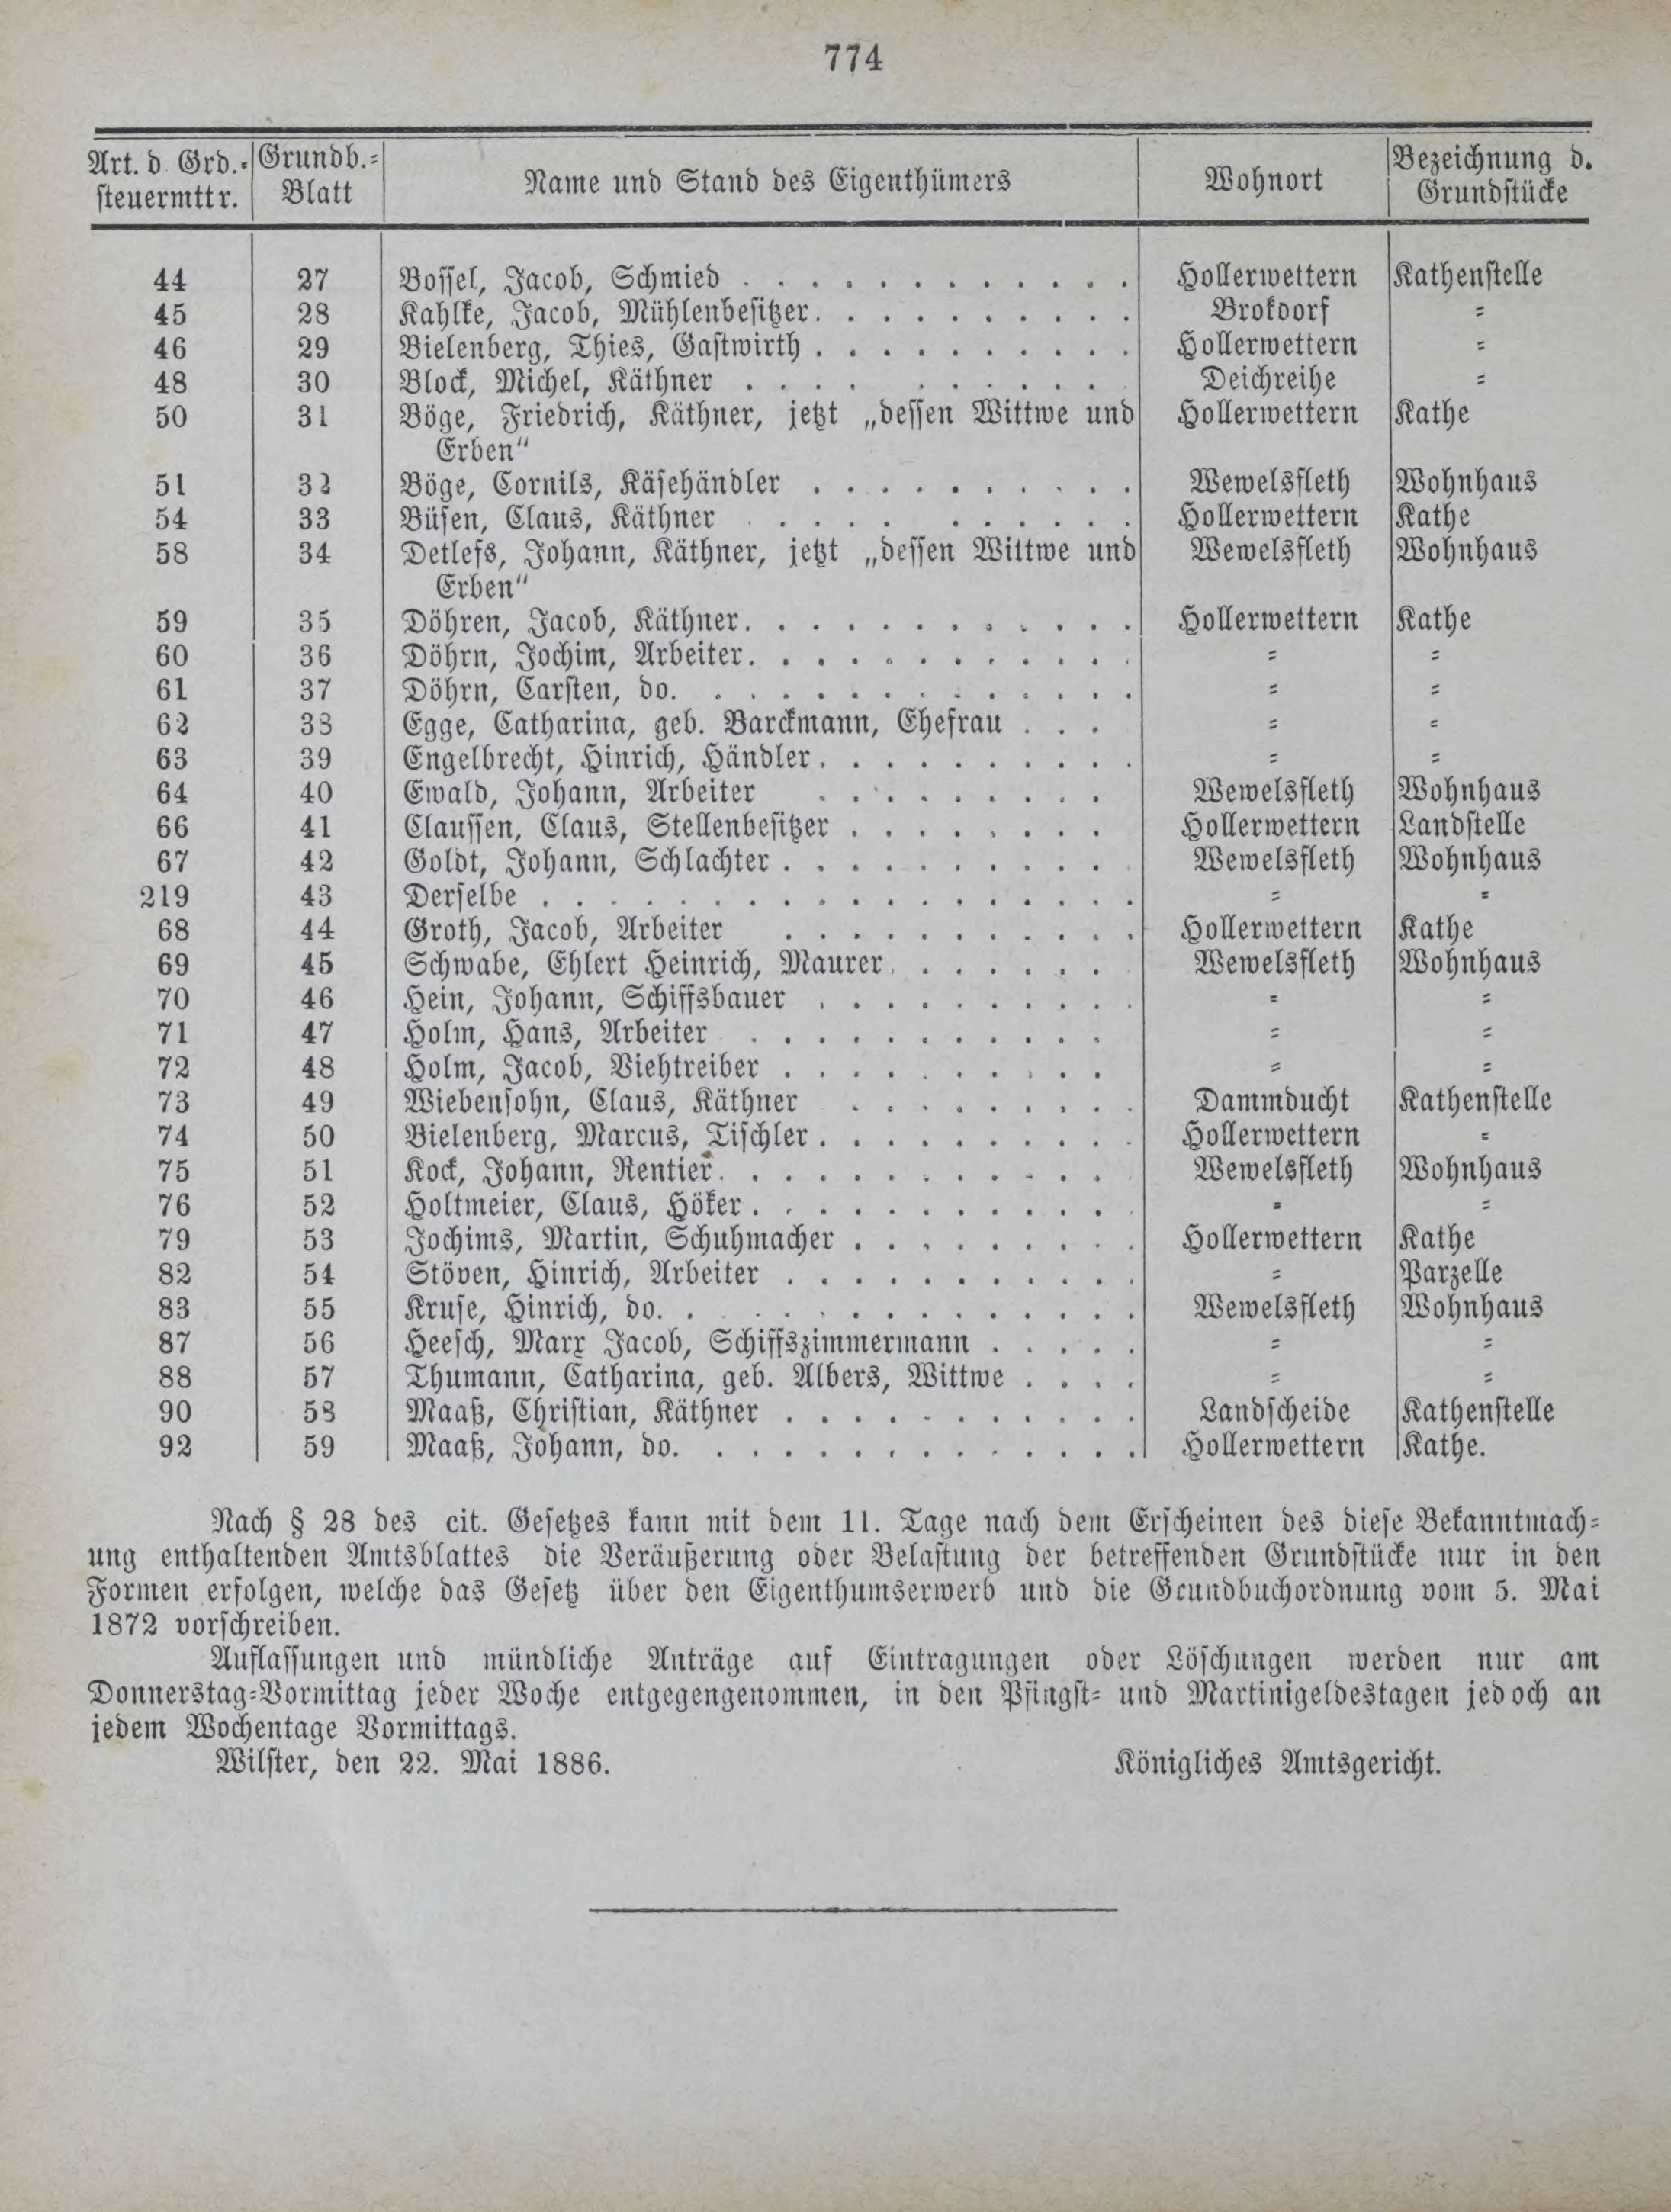 774
Art. d Grd.= Grundb.= Name und Stand des Eigenthümers Wohnort Bezeichnung d.
steuermttr. Blatt Grundstücke
44 27 Bossel, Jacob, Schmied . . . . . . . . . . . . Hollerwettern Kathenstelle
45 28 Kahlke, Jacob, Mühlenbesitzer. . . . . . . . . . Brokdorf =
46 29 Bielenberg, Thies, Gastwirth . . . . . . . . . . Hollerwettern =
48 30 Block, Michel, Käthner . . . . . . . . . . Deichreihe =
50 31 Böge, Friedrich, Käthner, jetzt „dessen Wittwe und Hollerwettern Kathe
Erben“
51 32 Böge, Cornils, Käsehändler . . . . . . . . . . Wewelsfleth Wohnhaus
54 33 Büsen, Claus, Käthner . . . . . . . . . . . Hollerwettern Kathe
58 34 Detlefs, Johann, Käthner, jetzt „dessen Wittwe und Wewelsfleth Wohnhaus
Erben“
59 35 Döhren, Jacob, Käthner. . . . . . . . . . . . Hollerwettern Kathe
60 36 Döhrn, Jochim, Arbeiter. . . . . . . . . . . . = =
61 37 Döhrn, Carsten, do. . . . . . . . . . . . . . = =
62 38 Egge, Catharina, geb. Barckmann, Ehefrau . . . = =
63 39 Engelbrecht, Hinrich, Händler. . . . . . . . . . = =
64 40 Ewald, Johann, Arbeiter . . . . . . . . . Wewelsfleth Wohnhaus
66 41 Claussen, Claus, Stellenbesitzer . . . . . . . . Hollerwettern Landstelle
67 42 Goldt, Johann, Schlachter . . . . . . . . . . Wewelsfleth Wohnhaus
219 43 Derselbe . . . . . . . . . . . . . . . . . . = =
68 44 Groth, Jacob, Arbeiter . . . . . . . . . . . Hollerwettern Kathe
69 45 Schwabe, Ehlert Heinrich, Maurer. . . . . . . Wewelsfleth Wohnhaus
70 46 Hein, Johann, Schiffsbauer . . . . . . . . . . = =
71 47 Holm, Hans, Arbeiter . . . . . . . . . . . = =
72 48 Holm, Jacob, Viehtreiber . . . . . . . . . . = =
73 49 Wiebensohn, Claus, Käthner . . . . . . . . . Dammducht Kathenstelle
74 50 Bielenberg, Marcus, Tischler . . . . . . . . . . Hollerwettern =
75 51 Kock, Johann, Rentier. . . . . . . . . . . . Wewelsfleth Wohnhaus
76 52 Holtmeier, Claus, Höker . . . . . . . . . . . . = =
79 53 Jochims, Martin, Schuhmacher . . . . . . . . . Hollerwettern Kathe
82 54 Stöven, Hinrich, Arbeiter . . . . . . . . . . . = Parzelle
83 55 Kruse, Hinrich, do. . . . . . . . . . . . . . Wewelsfleth Wohnhaus
87 56 Heesch, Marx Jacob, Schiffszimmermann . . . . . = =
88 57 Thumann, Catharina, geb. Albers, Wittwe . . . . = =
90 58 Maaß, Christian, Käthner . . . . . . . . . . . Landscheide Kathenstelle
92 59 Maaß, Johann, do. . . . . . . . . . . . . . Hollerwettern Kathe.
Nach § 28 des cit. Gesetzes kann mit dem 11. Tage nach dem Erscheinen des diese Bekanntmach=
ung enthaltenden Amtsblattes die Veräußerung oder Belastung der betreffenden Grundstücke nur in den
Formen erfolgen, welche das Gesetz über den Eigenthumserwerb und die Grundbuchordnung vom 5. Mai
1872 vorschreiben.
Auflassungen und mündliche Anträge auf Eintragungen oder Löschungen werden nur am
Donnerstag=Vormittag jeder Woche entgegengenommen, in den Pfingst= und Martinigeldestagen jedoch an
jedem Wochentage Vormittags.
Wilster, den 22. Mai 1886. Königliches Amtsgericht.